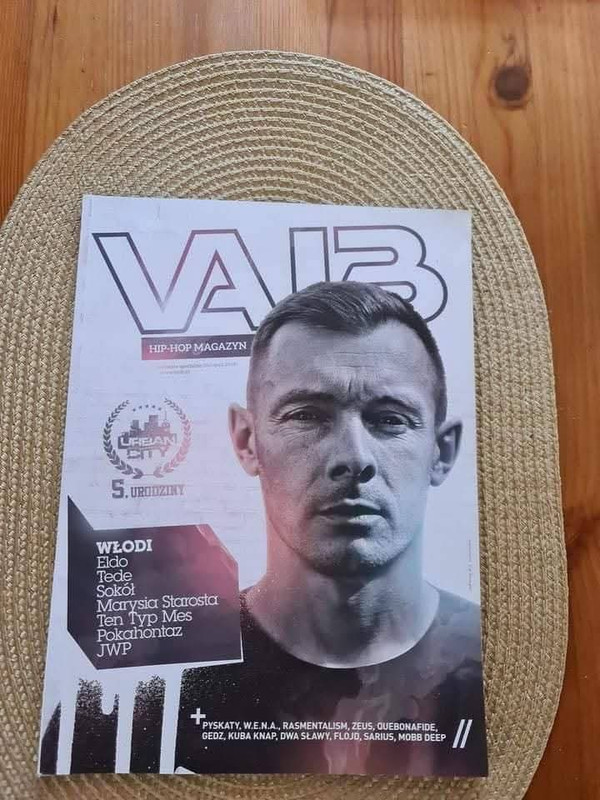 VAIB
HIP-HOP MAGAZYN
URBAN
CITY
5. URODZINY
WŁODI
Eldo
Tede
Sokół
Marysia Starosta
Ten Typ Mes
Pokahontaz
JWP
+
PYSKATY, W.E.N.A., RASMENTALISM, ZEUS, QUEBONAFIDE,
GEDZ, KUBA KNAP, DWA SŁAWY, FLOJD, SARIUS, MOBB DEEP //